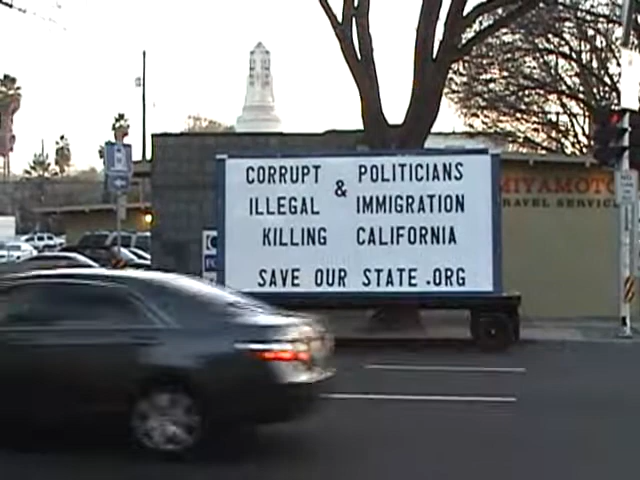 CORRUPT & POLITICIANS
ILLEGAL IMMIGRATION
KILLING CALIFORNIA
SAVE OUR STATE .ORG
MIYAMOTO
TRAVEL SERVICE